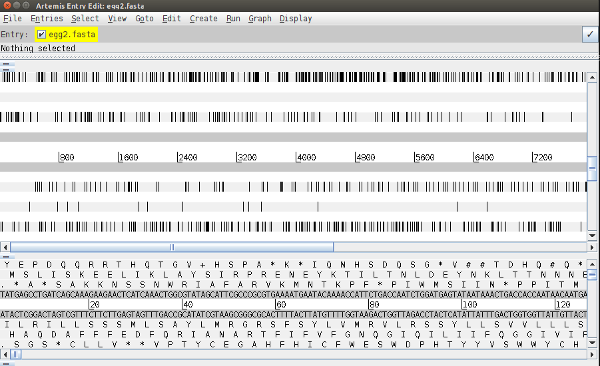 Artemis Entry Edit: egg2.fasta
File Entries Select View Goto Edit Create Run Graph Display
Entry: egg2.fasta
Nothing selected
800 1600 2400 3200 4000 4800 5600 6400 7200
Y E P D Q Q R R T H Q T G V + H S P A * K * I Q N H S D Q S G * V # # T D H Q # Q *
M S L I S K E E L I K L A Y S I R P R E N E Y K T I L T N L D E Y N K L T T N N N E
. * A * S A K K N S S N W R I A F A R V K M N T K P F * P I W M S I I N * P P I T M
TATGAGCCTGATCAGCAAAGAAGAACTCATCAAACTGGCGTATAGCATTCGCCCGCGTGAAAATGAATACAAAACCATTCTGACCAATCTGGATGAGTATAATAAACTGACCACCAATAACAATGA
20 40 60 80 100 120
ATACTCGGACTAGTCGTTTCTTCTTGAGTAGTTTGACCGCATATCGTAAGCGGGCGCACTTTTACTTATGTTTTGGTAAGACTGGTTAGACCTACTCATATTATTTGACTGGTGGTTATTGTTACT
I L R I L L S S S M L S A Y L M R G R S F S Y L V M R V L R S S Y L L S V V L L L S
H A Q D A F F F E D F Q R I A N A R T F I F V F G N Q G I Q I L I I F Q G G I V I F
. S G S * C L L V * * V P T Y C E G A H F H I C F W E S W D P H T Y Y V S W W Y C H